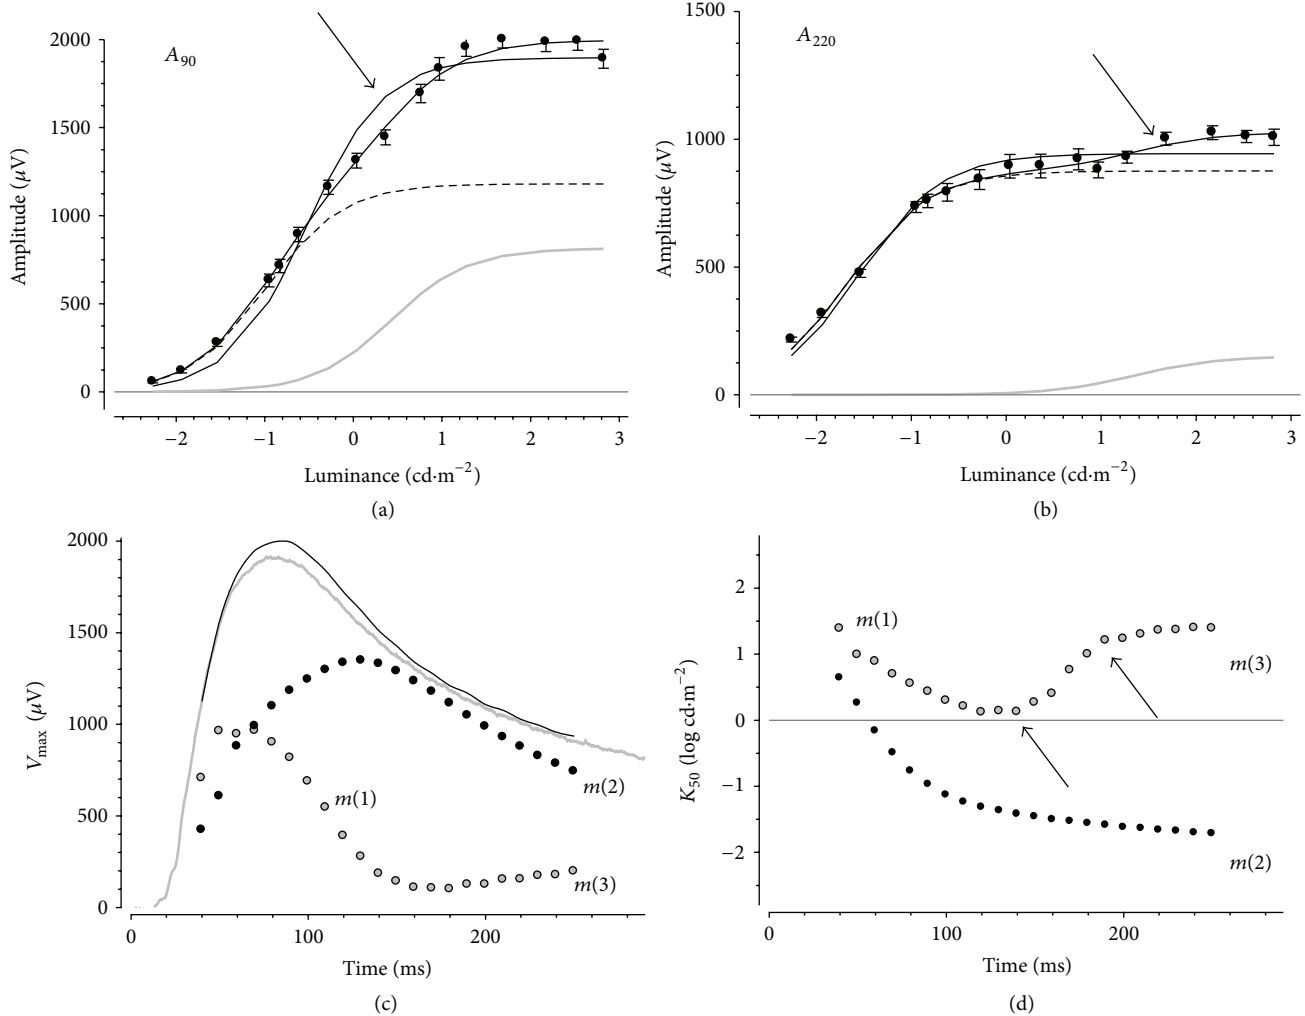 A90
2000
1500
1000
500
0
Amplitude (μV)
−2 −1 0 1 2 3
Luminance (cd·m−2)
(a)
A220
1500
1000
500
0
Amplitude (μV)
−2 −1 0 1 2 3
Luminance (cd·m−2)
(b)
2000
1500
1000
500
0
Vmax (μV)
m(1)
m(2)
m(3)
0 100 200
Time (ms)
(c)
2
1
0
−1
−2
K50 (log cd·m−2)
m(1)
m(3)
m(2)
0 100 200
Time (ms)
(d)